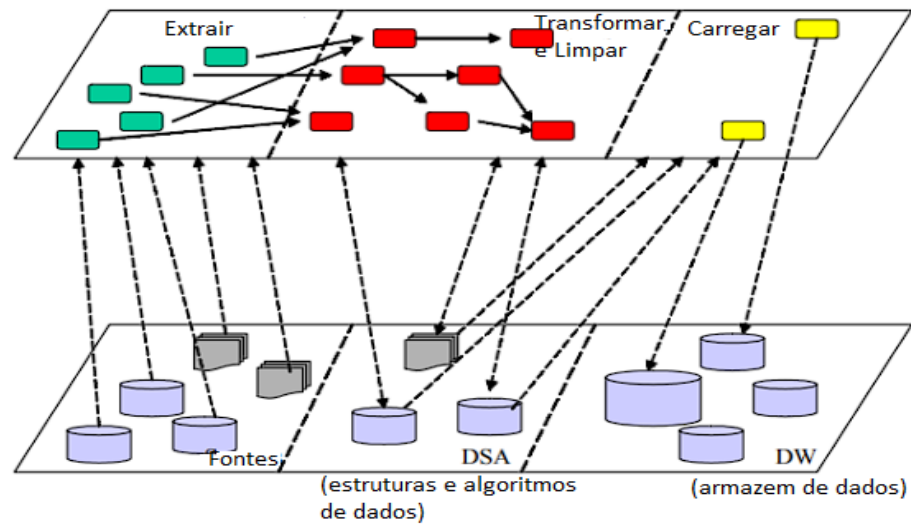 Extrair
Transformar
e Limpar
Carregar
Fontes
DSA
DW
(estruturas e algoritmos
de dados)
(armazem de dados)